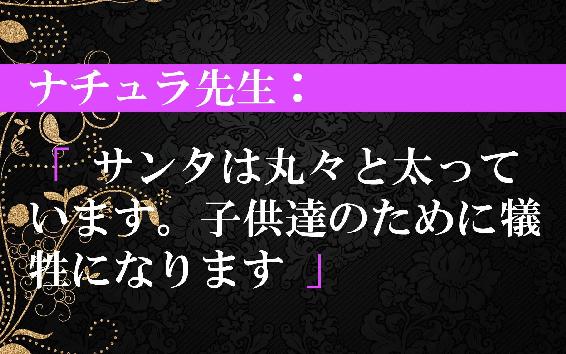 ナチュラ先生：
「 サンタは丸々と太って
います。子供達のために犠
牲になります 」